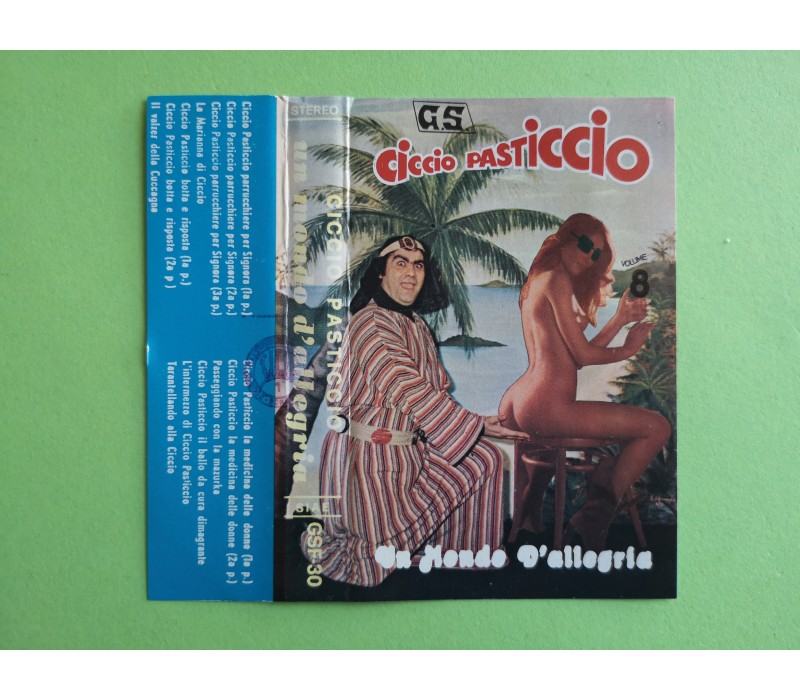 GS
CICCIO PASTICCIO
VOLUME
8
Un Mondo D'allegria
STEREO
CICCIO PASTICCIO
un mondo d'allegria
SIAE
GSF 30
Ciccio Pasticcio parrucchiere per Signora (1a p.)
Ciccio Pasticcio parrucchiere per Signora (2a p.)
Ciccio Pasticcio parrucchiere per Signora (3a p.)
La Marianna di Ciccio
Ciccio Pasticcio botta e risposta (1a p.)
Ciccio Pasticcio botta e risposta (2a p.)
Il valzer della Cuccagna
Ciccio Pasticcio la medicina delle donne (1a p.)
Ciccio Pasticcio la medicina delle donne (2a p.)
Passeggiando con la mazurka
Ciccio Pasticcio il ballo da cura dimagrante
L'intermezzo di Ciccio Pasticcio
Tarantellando alla Ciccio